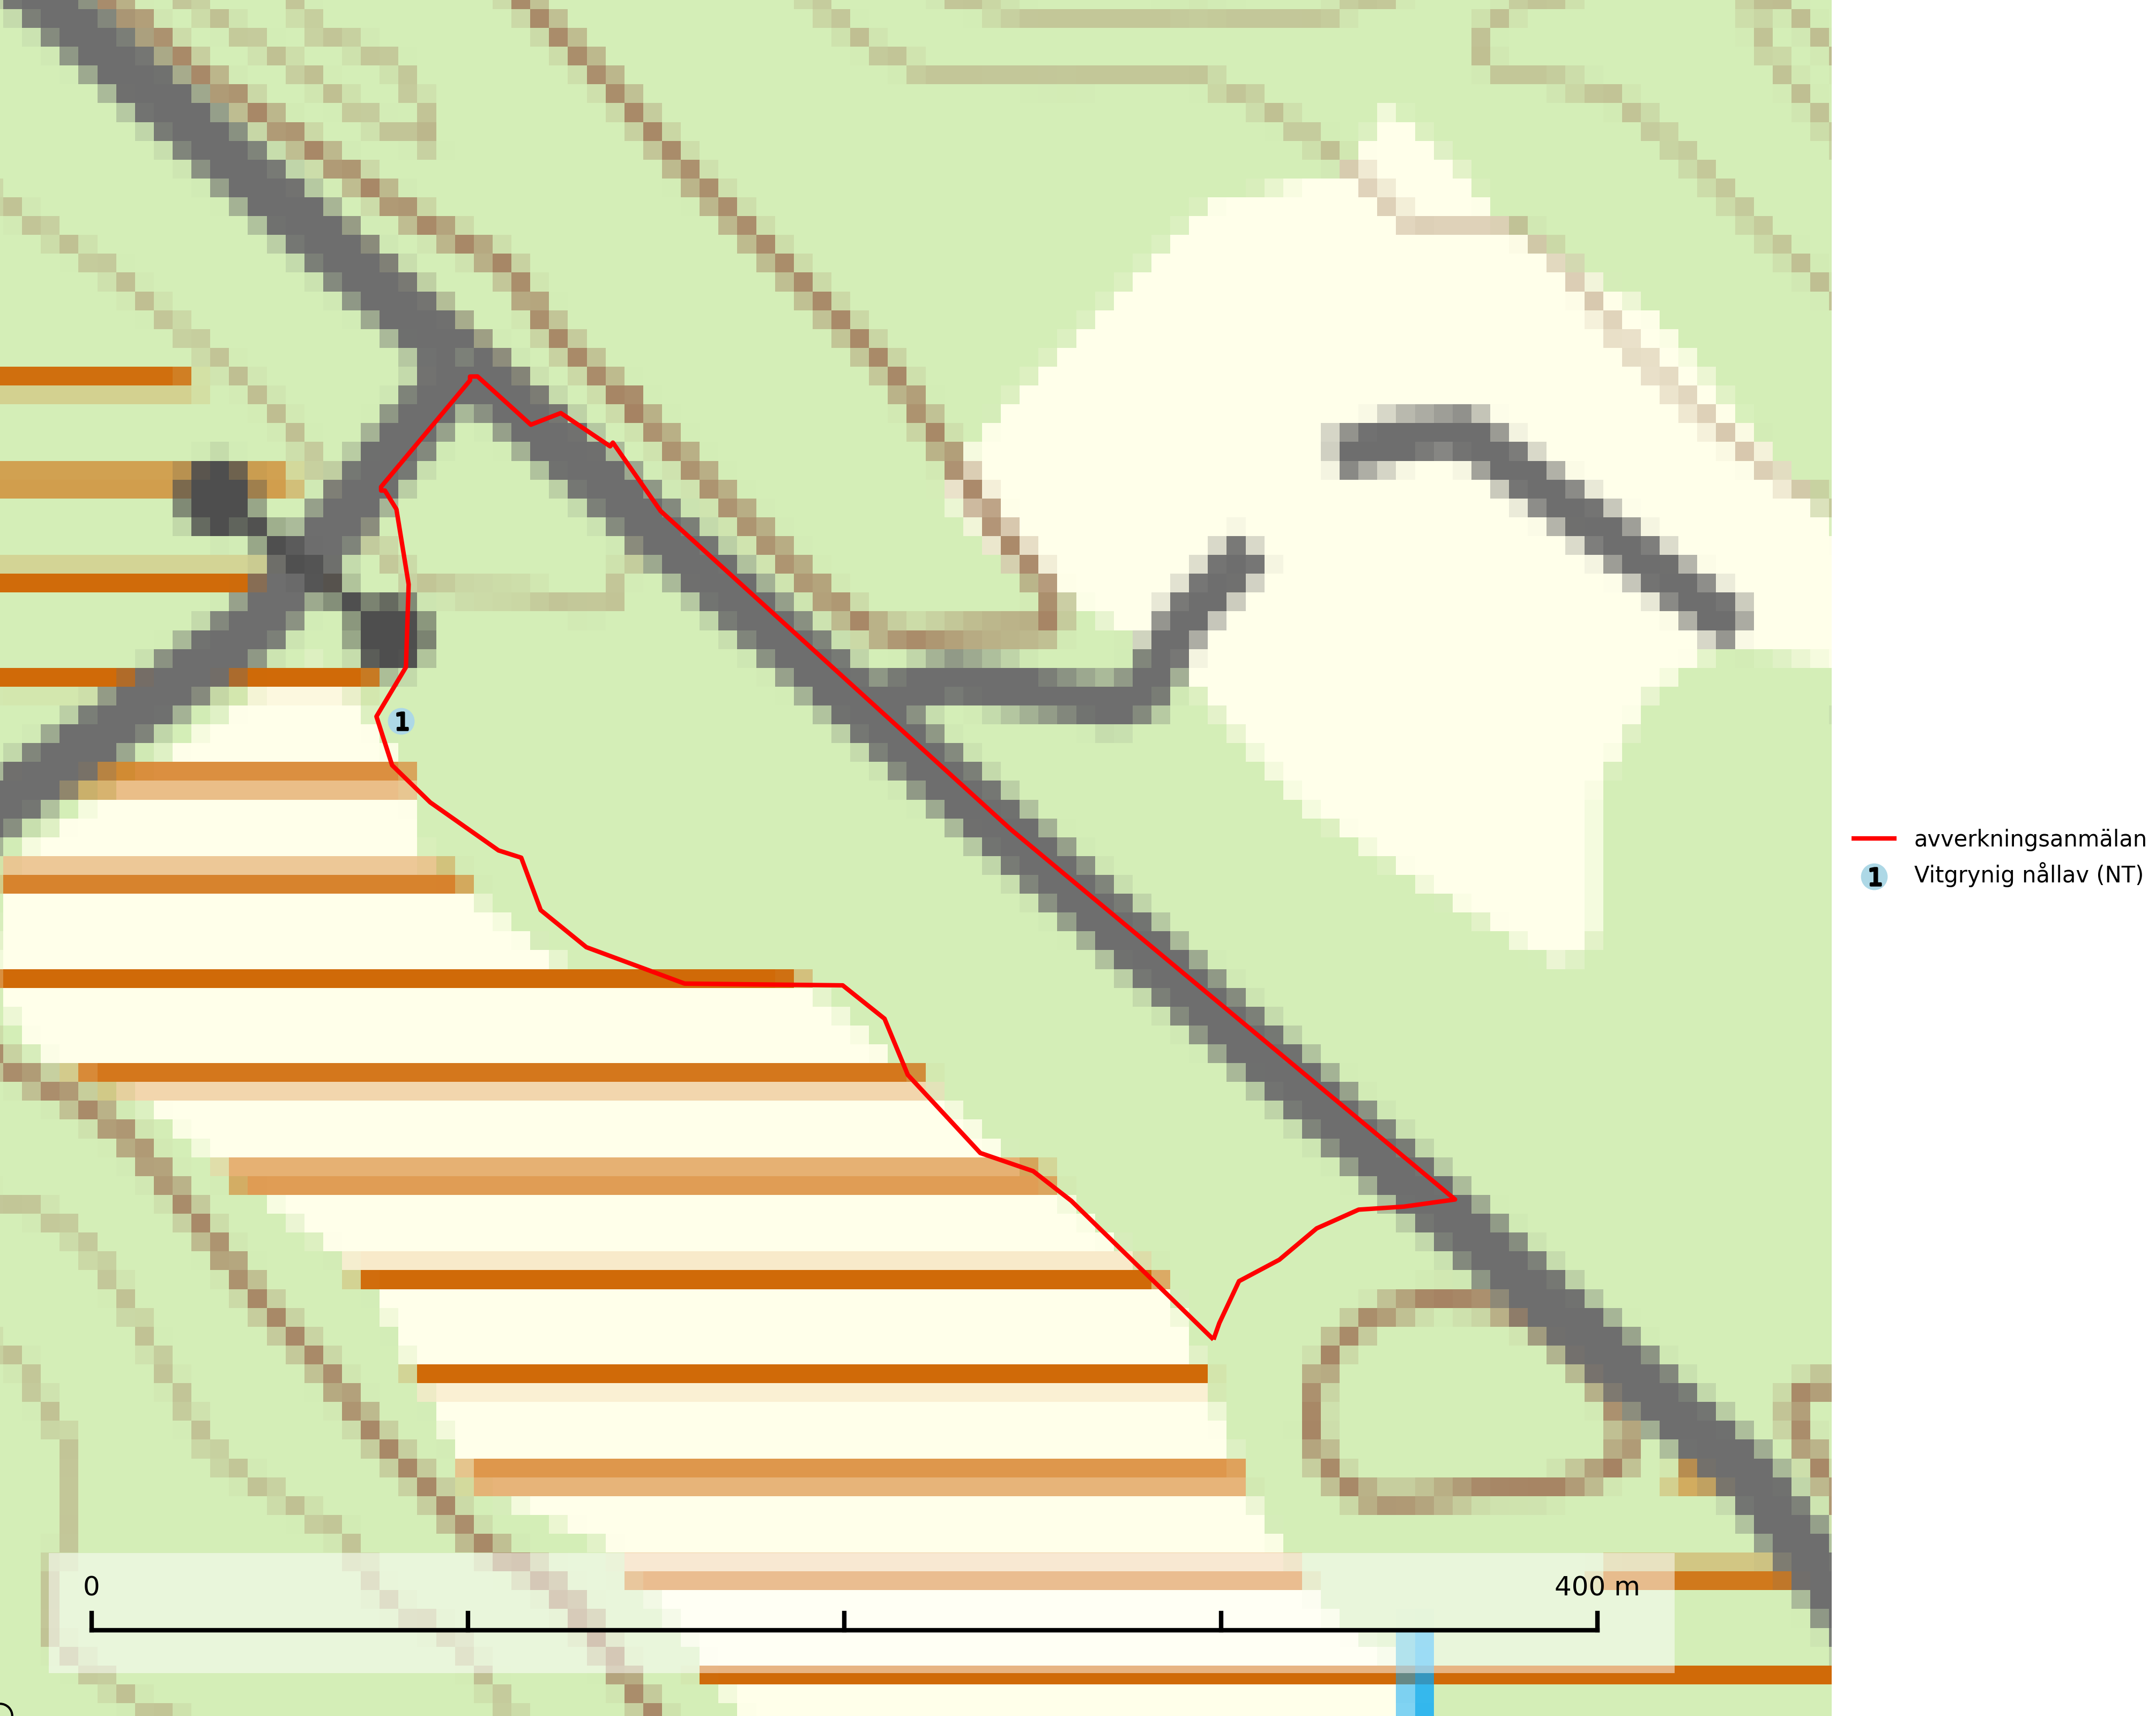 1
avverkningsanmälan
1 Vitgrynig nållav (NT)
0 400 m